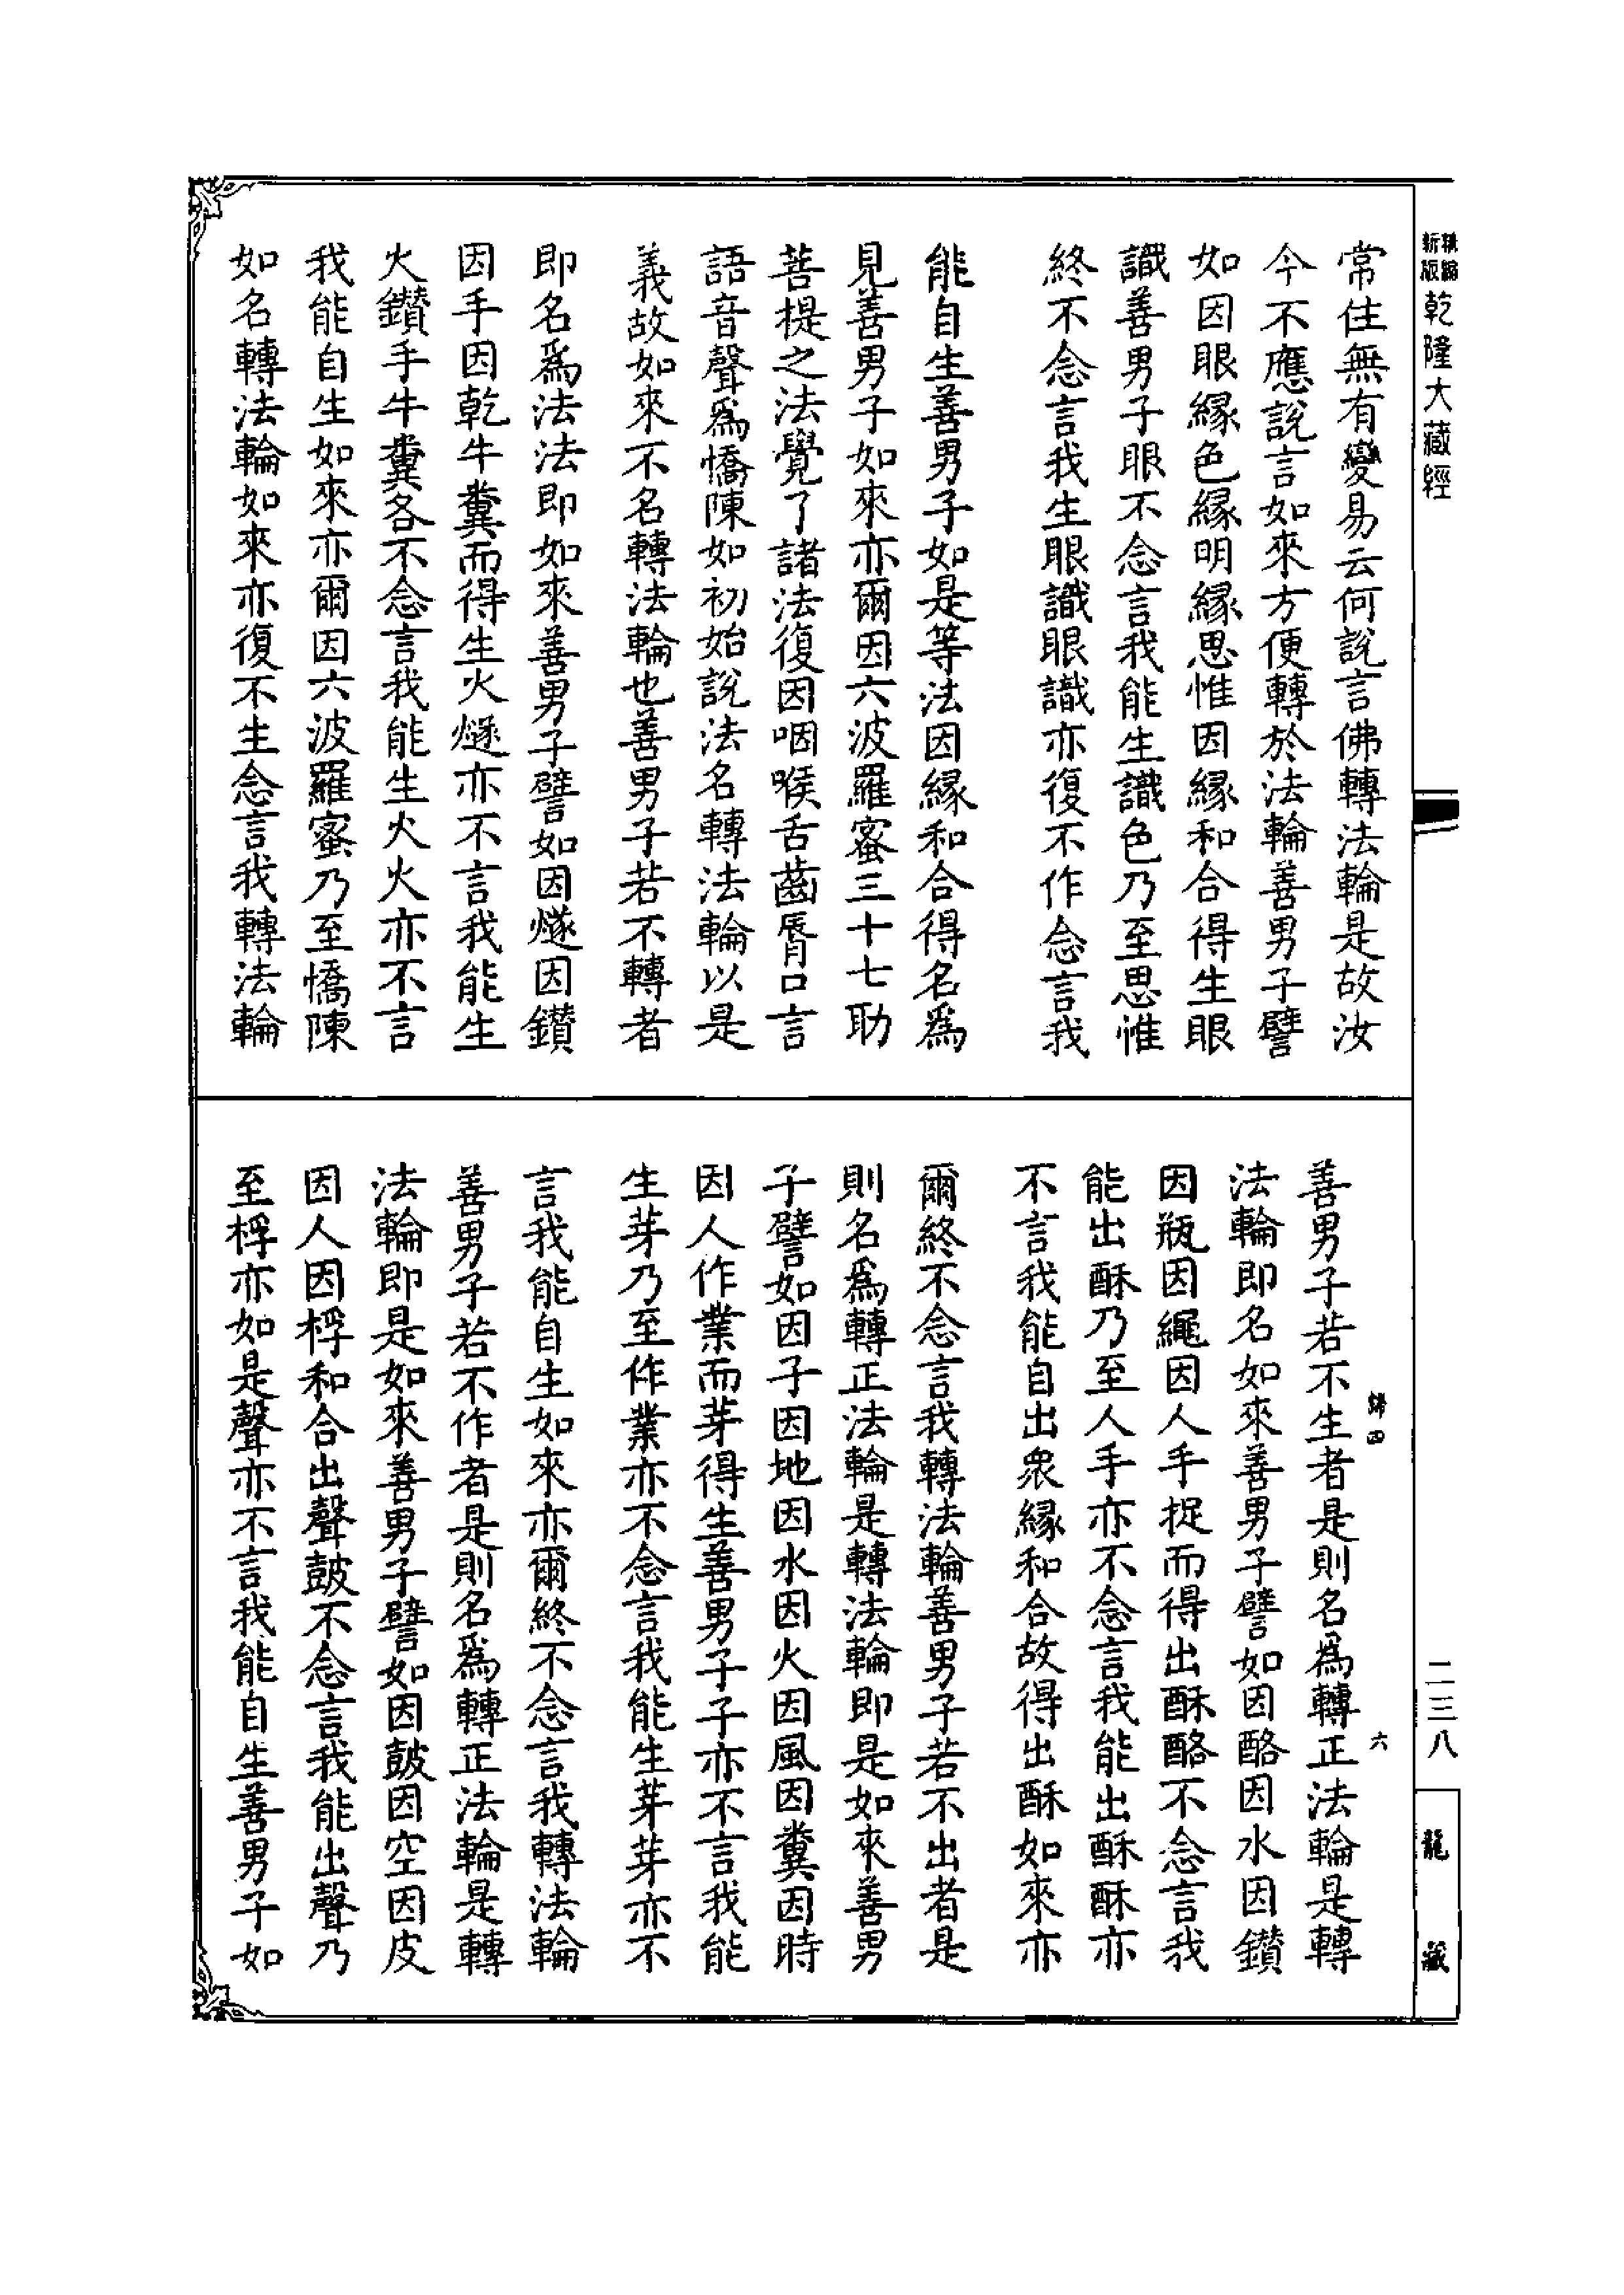 新版
乾隆大藏經
常住無有變易云何說言佛轉法輪是故汝
今不應說言如來方便轉於法輪善男子譬
如因眼緣色緣明緣思惟因緣和合得生眼
識善男子眼不念言我能生識色乃至思惟
終不念言我生眼識眼識亦復不作念言我
能自生善男子如是等法因緣和合得名爲
見善男子如來亦爾因六波羅蜜三十七助
菩提之法覺了諸法復因咽喉舌齒脣口言
語音聲爲憍陳如初始說法名轉法輪以是
義故如來不名轉法輪也善男子若不轉者
即名爲法法即如來善男子譬如因燧因鑽
因手因乾牛糞而得生火燧亦不言我能生
火鑽手牛糞各不念言我能生火火亦不言
我能自生如來亦爾因六波羅蜜乃至憍陳
如名轉法輪如來亦復不生念言我轉法輪
善男子若不生者是則名爲轉正法輪是轉
法輪即名如來善男子譬如因酪因水因鑽
因瓶因繩因人手捉而得出酥酪不念言我
能出酥乃至人手亦不念言我能出酥酥亦
不言我能自出衆緣和合故得出酥如來亦
爾終不念言我轉法輪善男子若不出者是
則名爲轉正法輪是轉法輪即是如來善男
子譬如因子因地因水因火因風因糞因時
因人作業而芽得生善男子子亦不言我能
生芽乃至作業亦不念言我能生芽芽亦不
言我能自生如來亦爾終不念言我轉法輪
善男子若不作者是則名爲轉正法輪是轉
法輪即是如來善男子譬如因皷因空因皮
因人因桴和合出聲皷不念言我能出聲乃
至桴亦如是聲亦不言我能自生善男子如
六
二三八
龍藏